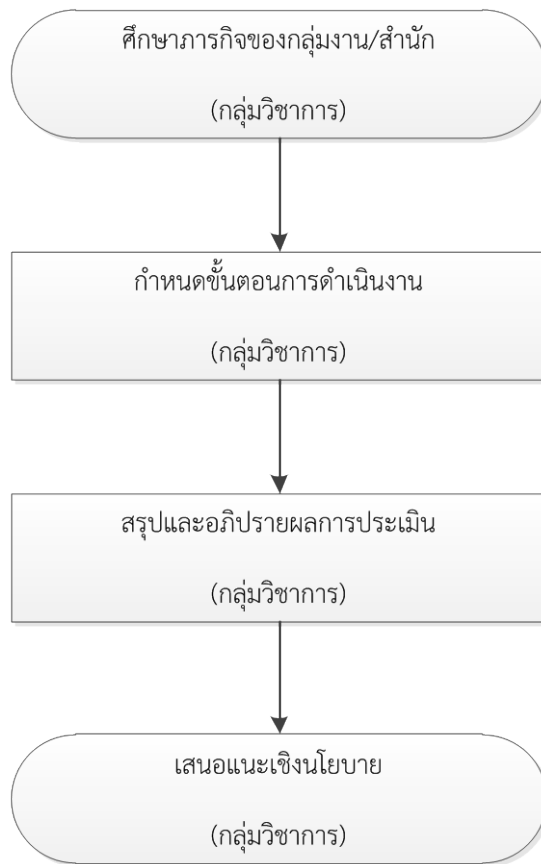 ศึกษาภารกิจของกลุ่มงาน/สำนัก
(กลุ่มวิชาการ)
กำหนดขั้นตอนการดำเนินงาน
(กลุ่มวิชาการ)
สรุปและอภิปรายผลการประเมิน
(กลุ่มวิชาการ)
เสนอแนะเชิงนโยบาย
(กลุ่มวิชาการ)